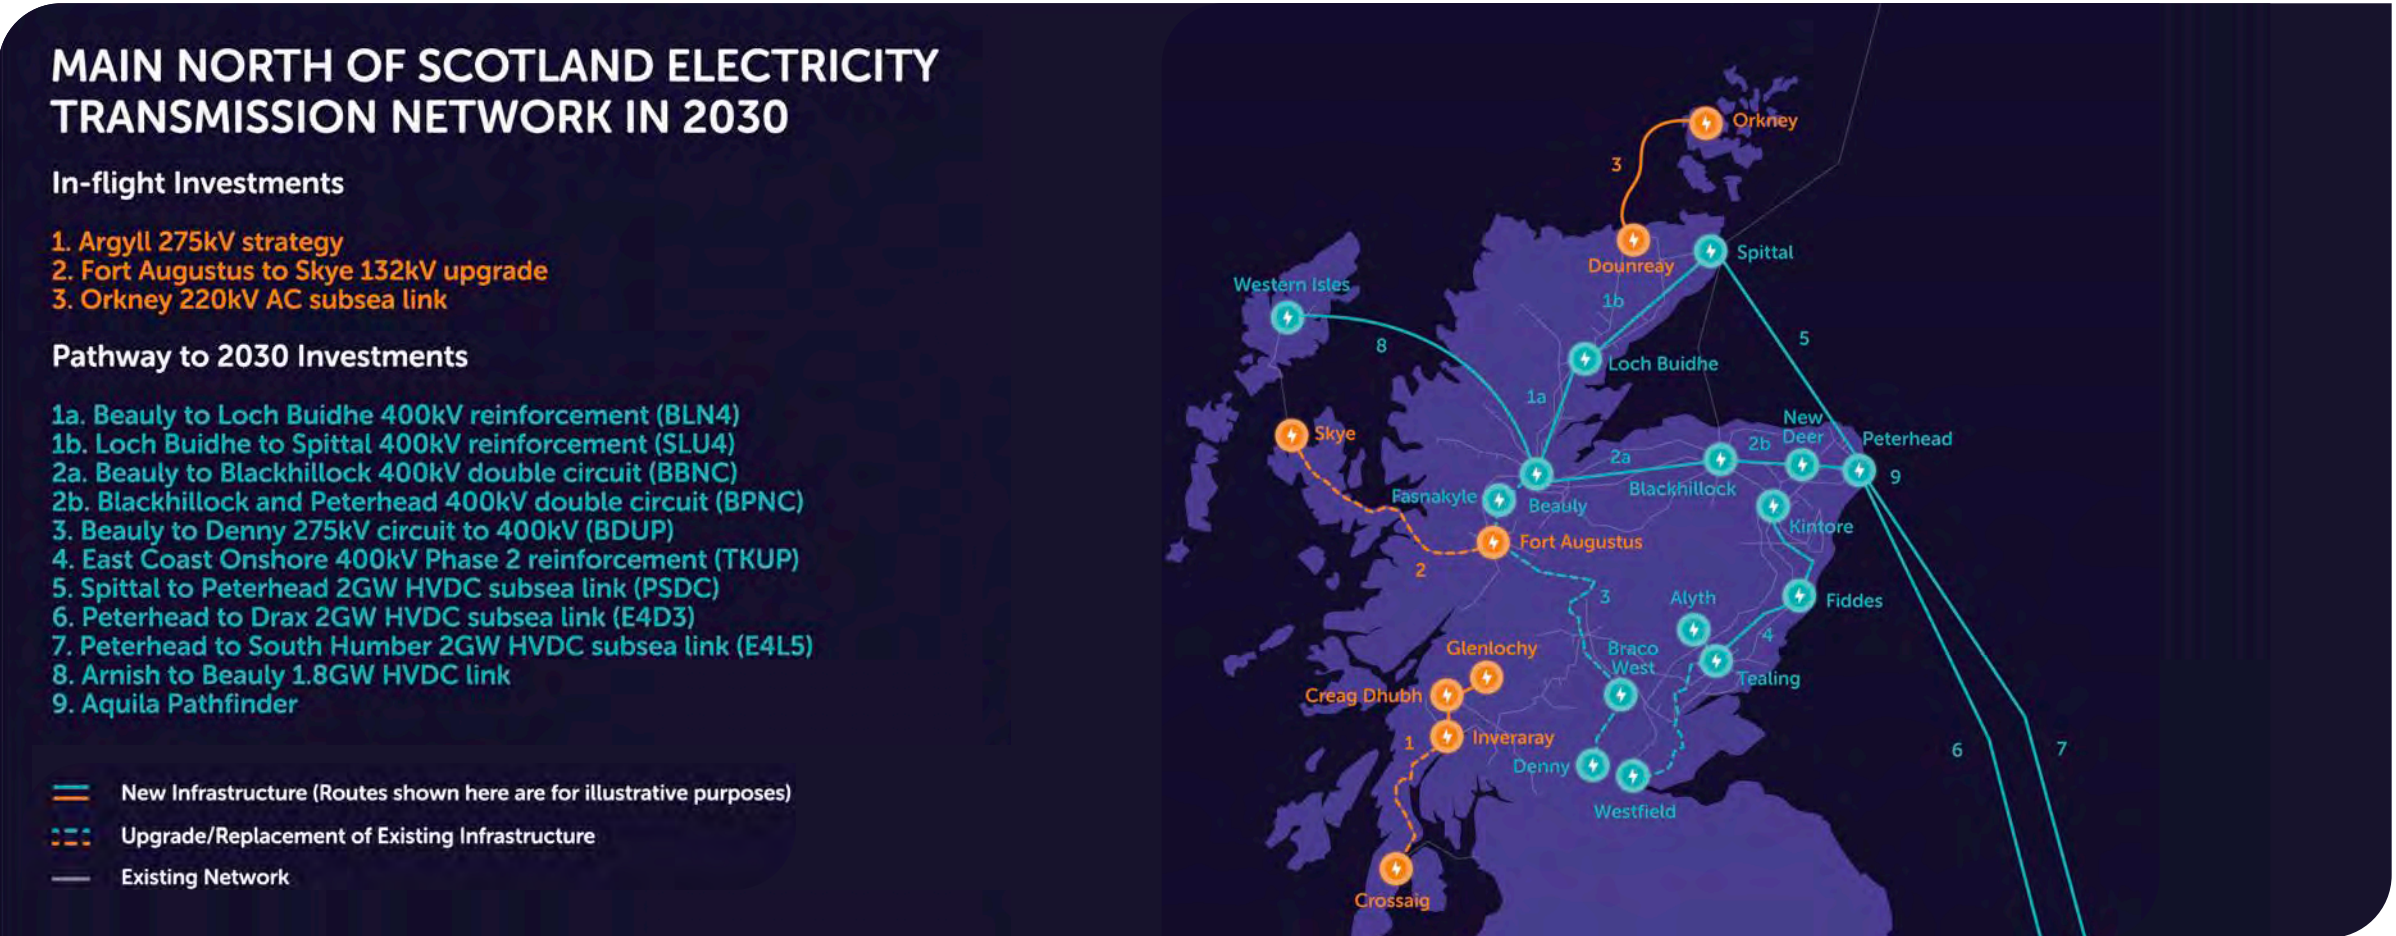 MAIN NORTH OF SCOTLAND ELECTRICITY
TRANSMISSION NETWORK IN 2030
In-flight Investments
1. Argyll 275kV strategy
2. Fort Augustus to Skye 132kV upgrade
3. Orkney 220kV AC subsea link
Pathway to 2030 Investments
1a. Beauly to Loch Buidhe 400kV reinforcement (BLN4)
1b. Loch Buidhe to Spittal 400kV reinforcement (SLU4)
2a. Beauly to Blackhillock 400kV double circuit (BBNC)
2b. Blackhillock and Peterhead 400kV double circuit (BPNC)
3. Beauly to Denny 275kV circuit to 400kV (BDUP)
4. East Coast Onshore 400kV Phase 2 reinforcement (TKUP)
5. Spittal to Peterhead 2GW HVDC subsea link (PSDC)
6. Peterhead to Drax 2GW HVDC subsea link (E4D3)
7. Peterhead to South Humber 2GW HVDC subsea link (E4L5)
8. Arnish to Beauly 1.8GW HVDC link
9. Aquila Pathfinder
New Infrastructure (Routes shown here are for illustrative purposes)
Upgrade/Replacement of Existing Infrastructure
Existing Network
Orkney
3
Spittal
Dounreay
Western Isles
1b
5
8
Loch Buidhe
1a
New
Deer
Skye
2b
Peterhead
2a
9
Blackhillock
Fasnakyle
Beauly
Kintore
Fort Augustus
2
3
Alyth
Fiddes
4
Glenlochy
Braco
West
Tealing
Creag Dhubh
1
Inveraray
6
7
Denny
Westfield
Crossaig